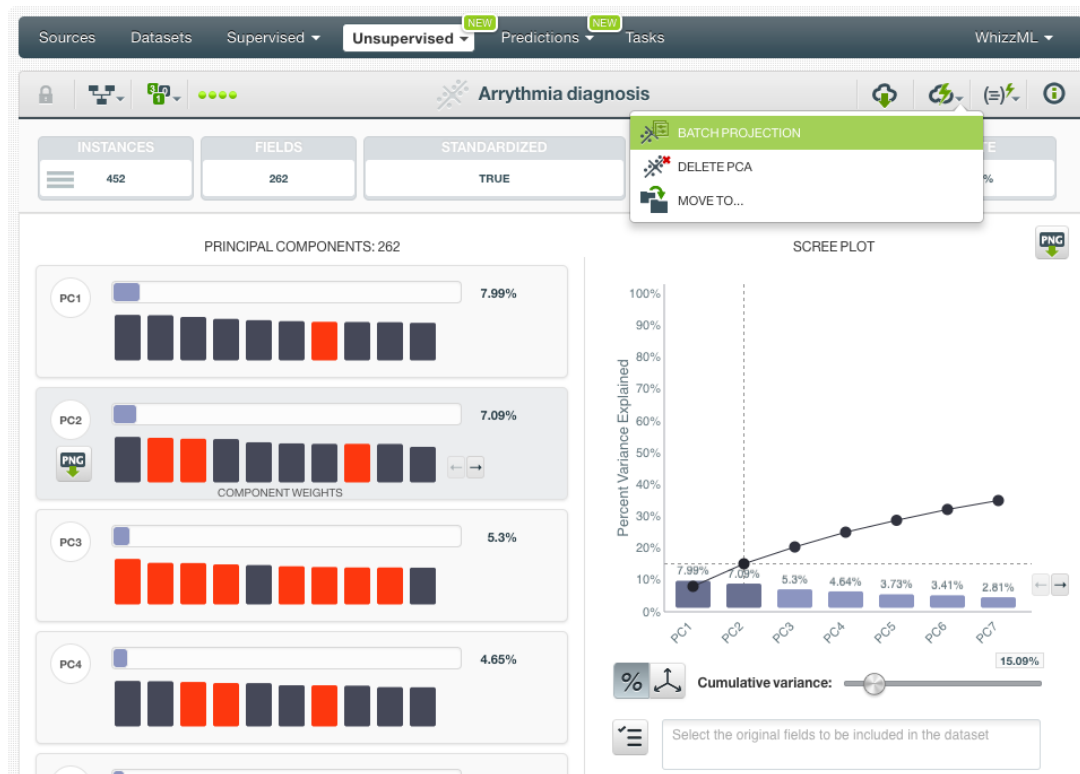 NEW NEW
Sources Datasets Supervised Unsupervised Predictions Tasks WhizzML
Arrythmia diagnosis
BATCH PROJECTION
DELETE PCA
MOVE TO...
INSTANCES FIELDS STANDARDIZED
452 262 TRUE %
PRINCIPAL COMPONENTS: 262
PC1 7.99%
PC2 7.09%
PNG
COMPONENT WEIGHTS
PC3 5.3%
PC4 4.65%
SCREE PLOT
PNG
Percent Variance Explained
100%
90%
80%
70%
60%
50%
40%
30%
20%
10%
0%
7.99% 7.09% 5.3% 4.64% 3.73% 3.41% 2.81%
PC1 PC2 PC3 PC4 PC5 PC6 PC7
15.09%
% Cumulative variance:
Select the original fields to be included in the dataset